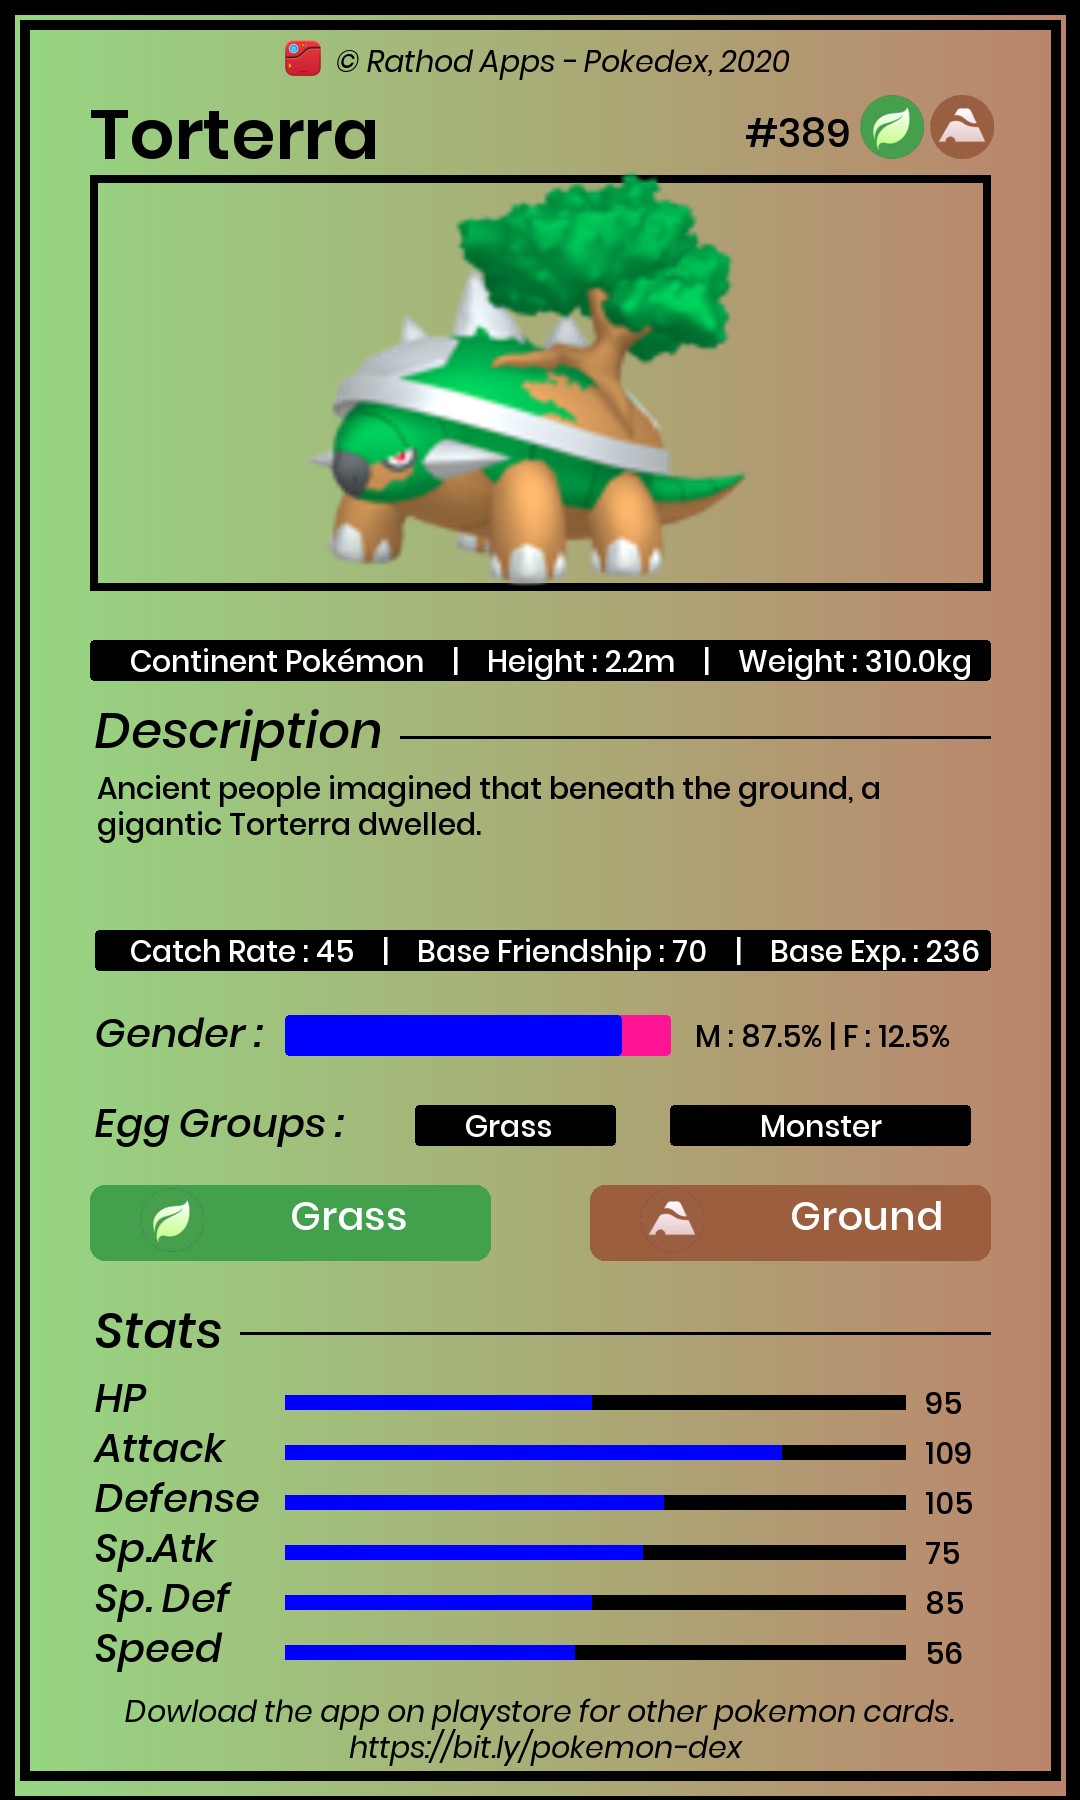 © Rathod Apps - Pokedex, 2020
Torterra #389
Continent Pokémon | Height : 2.2m | Weight : 310.0kg
Description
Ancient people imagined that beneath the ground, a
gigantic Torterra dwelled.
Catch Rate : 45 | Base Friendship : 70 | Base Exp. : 236
Gender : M : 87.5% | F : 12.5%
Egg Groups : Grass Monster
Grass Ground
Stats
HP 95
Attack 109
Defense 105
Sp.Atk 75
Sp. Def 85
Speed 56
Dowload the app on playstore for other pokemon cards.
https://bit.ly/pokemon-dex